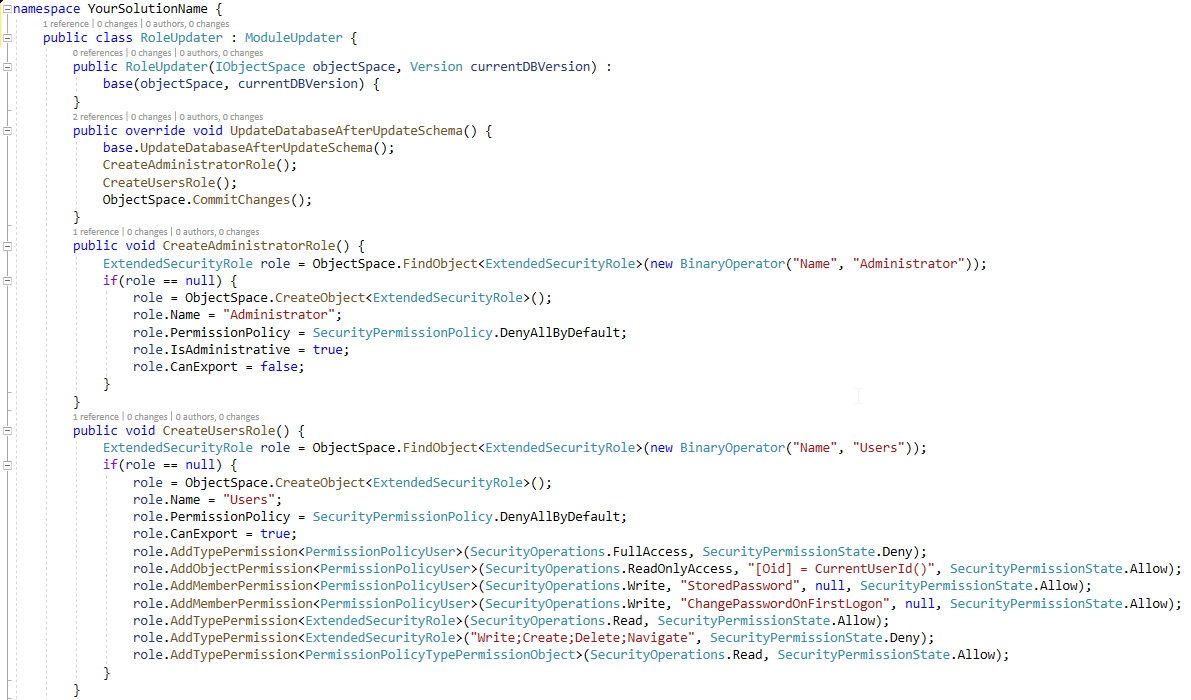 namespace YourSolutionName {
1 reference | 0 changes | 0 authors, 0 changes
public class RoleUpdater : ModuleUpdater {
0 references | 0 changes | 0 authors, 0 changes
public RoleUpdater(IObjectSpace objectSpace, Version currentDBVersion) :
base(objectSpace, currentDBVersion) {
}
2 references | 0 changes | 0 authors, 0 changes
public override void UpdateDatabaseAfterUpdateSchema() {
base.UpdateDatabaseAfterUpdateSchema();
CreateAdministratorRole();
CreateUsersRole();
ObjectSpace.CommitChanges();
}
1 reference | 0 changes | 0 authors, 0 changes
public void CreateAdministratorRole() {
ExtendedSecurityRole role = ObjectSpace.FindObject<ExtendedSecurityRole>(new BinaryOperator("Name", "Administrator"));
if(role == null) {
role = ObjectSpace.CreateObject<ExtendedSecurityRole>();
role.Name = "Administrator";
role.PermissionPolicy = SecurityPermissionPolicy.DenyAllByDefault;
role.IsAdministrative = true;
role.CanExport = false;
}
}
1 reference | 0 changes | 0 authors, 0 changes
public void CreateUsersRole() {
ExtendedSecurityRole role = ObjectSpace.FindObject<ExtendedSecurityRole>(new BinaryOperator("Name", "Users"));
if(role == null) {
role = ObjectSpace.CreateObject<ExtendedSecurityRole>();
role.Name = "Users";
role.PermissionPolicy = SecurityPermissionPolicy.DenyAllByDefault;
role.CanExport = true;
role.AddTypePermission<PermissionPolicyUser>(SecurityOperations.FullAccess, SecurityPermissionState.Deny);
role.AddObjectPermission<PermissionPolicyUser>(SecurityOperations.ReadOnlyAccess, "[Oid] = CurrentUserId()", SecurityPermissionState.Allow);
role.AddMemberPermission<PermissionPolicyUser>(SecurityOperations.Write, "StoredPassword", null, SecurityPermissionState.Allow);
role.AddMemberPermission<PermissionPolicyUser>(SecurityOperations.Write, "ChangePasswordOnFirstLogon", null, SecurityPermissionState.Allow);
role.AddTypePermission<ExtendedSecurityRole>(SecurityOperations.Read, SecurityPermissionState.Allow);
role.AddTypePermission<ExtendedSecurityRole>("Write;Create;Delete;Navigate", SecurityPermissionState.Deny);
role.AddTypePermission<PermissionPolicyTypePermissionObject>(SecurityOperations.Read, SecurityPermissionState.Allow);
}
}